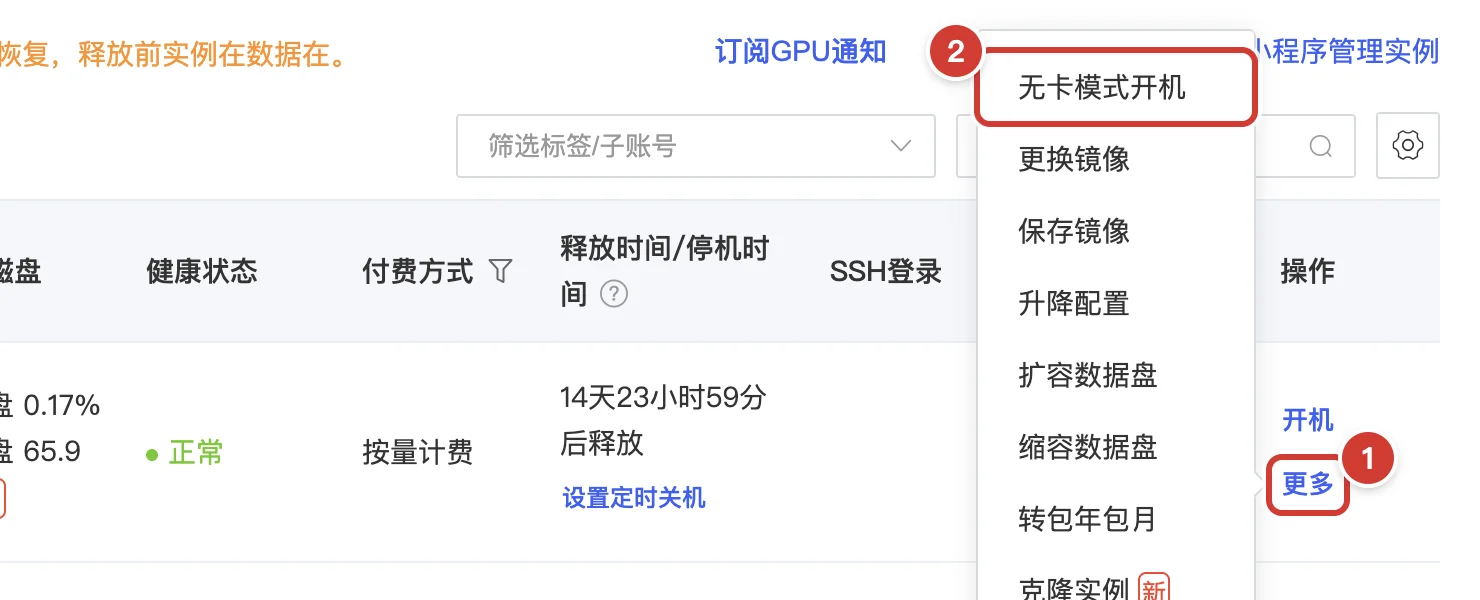 恢复，释放前实例在数据在。
订阅GPU通知
2
小程序管理实例
无卡模式开机
筛选标签/子账号
更换镜像
保存镜像
升降配置
扩容数据盘
缩容数据盘
转包年包月
克隆实例 新
磁盘
健康状态
付费方式
释放时间/停机时
间 ?
SSH登录
操作
盘 0.17%
盘 65.9
正常
按量计费
14天23小时59分
后释放
设置定时关机
开机
更多
1